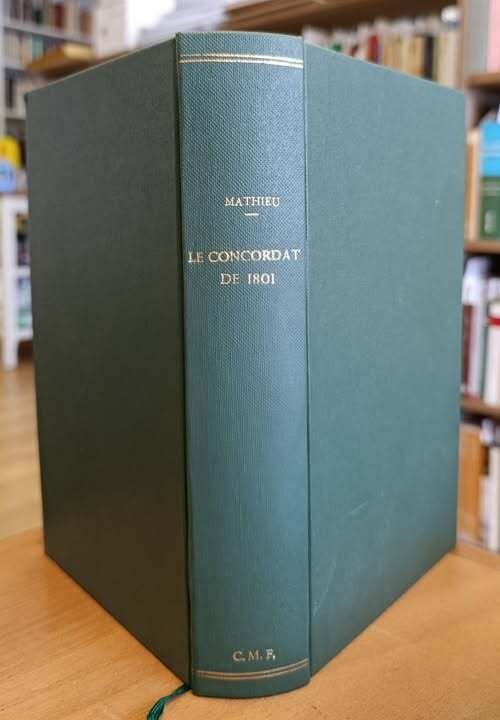 MATHIEU
LE CONCORDAT
DE 1801
C. M. F.